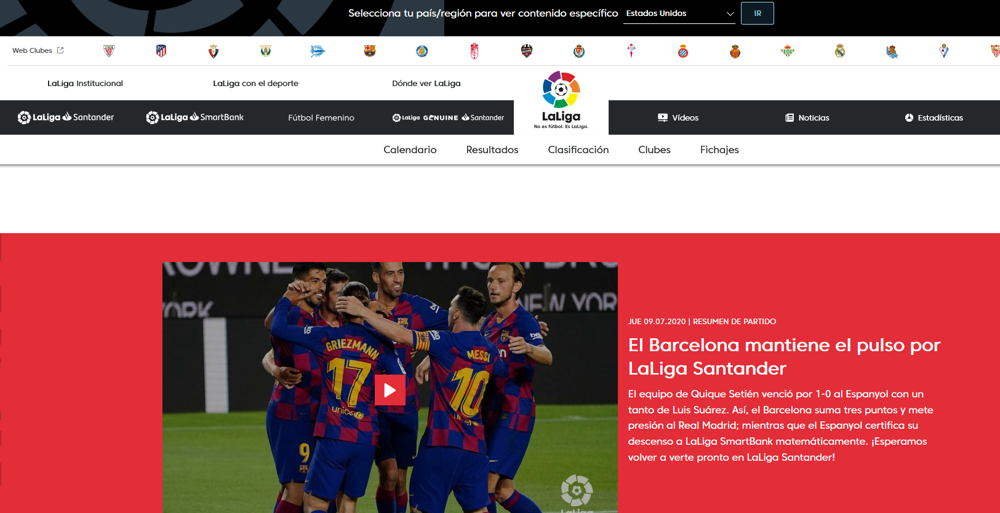 Selecciona tu país/región para ver contenido específico
Estados Unidos
IR
Web Clubes
LaLiga Institucional
LaLiga con el deporte
Dónde ver LaLiga
LaLiga Santander
LaLiga SmartBank
Fútbol Femenino
LaLiga GENUINE Santander
LaLiga
No es fútbol. Es LaLiga.
Vídeos
Noticias
Estadísticas
Calendario
Resultados
Clasificación
Clubes
Fichajes
NEW YOR
YORK
GRIEZMANN
17
unicef
MESSI
10
9
LaLiga
JUE 09.07.2020 | RESUMEN DE PARTIDO
El Barcelona mantiene el pulso por
LaLiga Santander
El equipo de Quique Setién venció por 1-0 al Espanyol con un
tanto de Luis Suárez. Así, el Barcelona suma tres puntos y mete
presión al Real Madrid; mientras que el Espanyol certifica su
descenso a LaLiga SmartBank matemáticamente. ¡Esperamos
volver a verte pronto en LaLiga Santander!